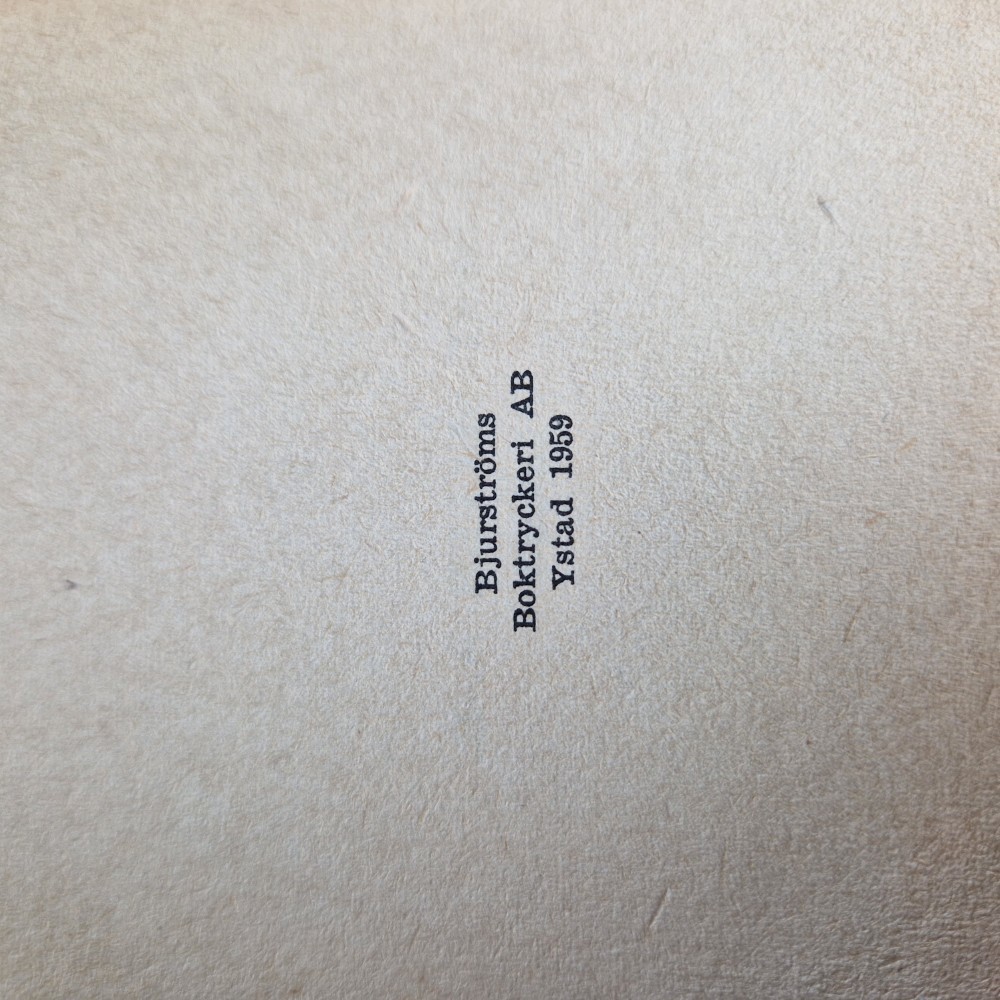 Bjurströms
Boktryckeri AB
Ystad 1959